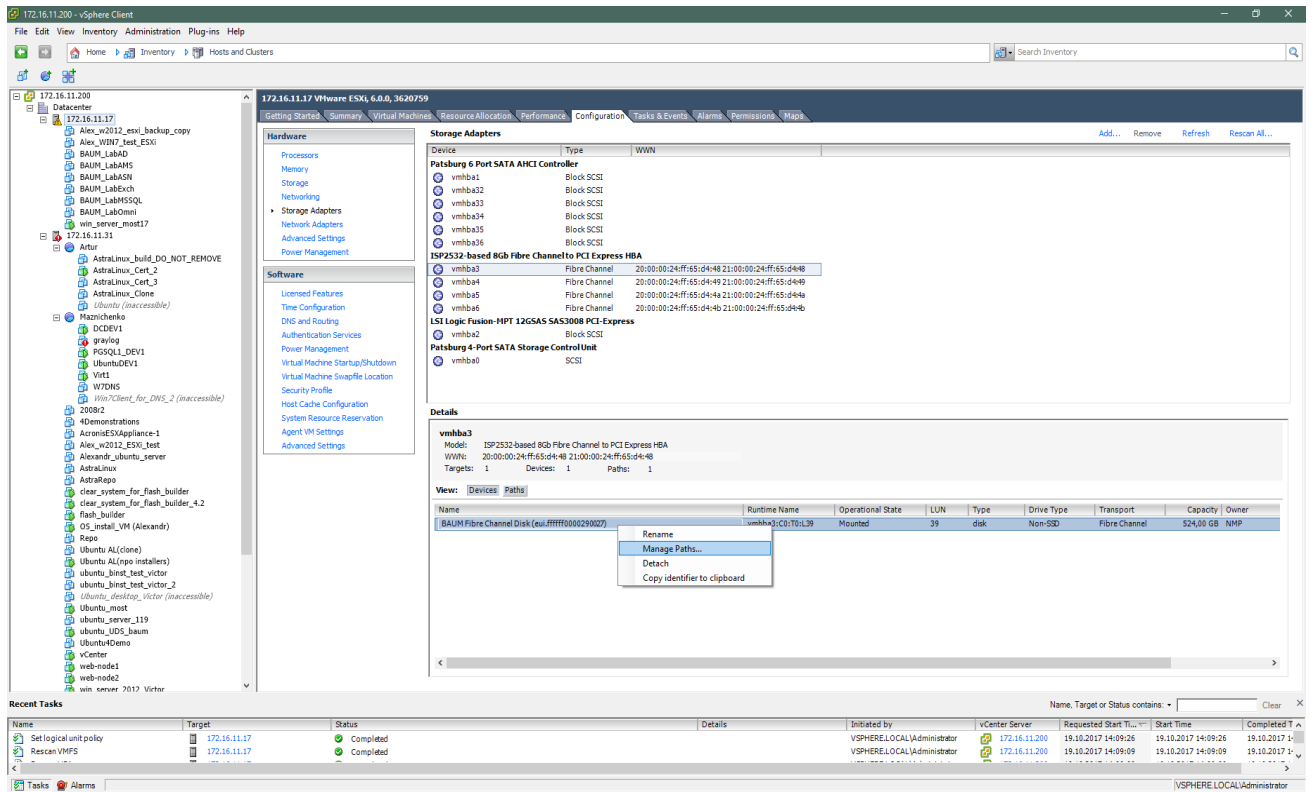 172.16.11.200 - vSphere Client
File Edit View Inventory Administration Plug-ins Help
Home Inventory Hosts and Clusters
Search Inventory
172.16.11.200
Datacenter
172.16.11.17
Alex_w2012_esxi_backup_copy
Alex_WIN7_test_ESXi
BAUM_LabAD
BAUM_LabAMS
BAUM_LabASN
BAUM_LabExch
BAUM_LabMSSQL
BAUM_LabOmni
win_server_most17
172.16.11.31
Artur
AstraLinux_build_DO_NOT_REMOVE
AstraLinux_Cert_2
AstraLinux_Cert_3
AstraLinux_Clone
Ubuntu (inaccessible)
Maznichenko
DCDEV1
graylog
PGSQL1_DEV1
UbuntuDEV1
Virt1
W7DNS
Win7Client_for_DNS_2 (inaccessible)
2008r2
4Demonstrations
AcronisESXAppliance-1
Alex_w2012_ESXi_test
Alexandr_ubuntu_server
AstraLinux
AstraRepo
clear_system_for_flash_builder
clear_system_for_flash_builder_4.2
flash_builder
OS_install_VM (Alexandr)
Repo
Ubuntu AL(clone)
Ubuntu AL(npo installers)
ubuntu_binst_test_victor
ubuntu_binst_test_victor_2
Ubuntu_desktop_Victor (inaccessible)
Ubuntu_most
ubuntu_server_119
ubuntu_UDS_baum
Ubuntu4Demo
vCenter
web-node1
web-node2
win_server_2012_Victor
172.16.11.17 VMware ESXi, 6.0.0, 3620759
Getting Started Summary Virtual Machines Resource Allocation Performance Configuration Tasks & Events Alarms Permissions Maps
Hardware
Processors
Memory
Storage
Networking
Storage Adapters
Network Adapters
Advanced Settings
Power Management
Software
Licensed Features
Time Configuration
DNS and Routing
Authentication Services
Power Management
Virtual Machine Startup/Shutdown
Virtual Machine Swapfile Location
Security Profile
Host Cache Configuration
System Resource Reservation
Agent VM Settings
Advanced Settings
Storage Adapters Add... Remove Refresh Rescan All...
Device Type WWN
Patsburg 6 Port SATA AHCI Controller
vmhba1 Block SCSI
vmhba32 Block SCSI
vmhba33 Block SCSI
vmhba34 Block SCSI
vmhba35 Block SCSI
vmhba36 Block SCSI
ISP2532-based 8Gb Fibre Channel to PCI Express HBA
vmhba3 Fibre Channel 20:00:00:24:ff:65:d4:48 21:00:00:24:ff:65:d4:48
vmhba4 Fibre Channel 20:00:00:24:ff:65:d4:49 21:00:00:24:ff:65:d4:49
vmhba5 Fibre Channel 20:00:00:24:ff:65:d4:4a 21:00:00:24:ff:65:d4:4a
vmhba6 Fibre Channel 20:00:00:24:ff:65:d4:4b 21:00:00:24:ff:65:d4:4b
LSI Logic Fusion-MPT 12GSAS SAS3008 PCI-Express
vmhba2 Block SCSI
Patsburg 4-Port SATA Storage Control Unit
vmhba0 SCSI
Details
vmhba3
Model: ISP2532-based 8Gb Fibre Channel to PCI Express HBA
WWN: 20:00:00:24:ff:65:d4:48 21:00:00:24:ff:65:d4:48
Targets: 1 Devices: 1 Paths: 1
View: Devices Paths
Name Runtime Name Operational State LUN Type Drive Type Transport Capacity Owner
BAUM Fibre Channel Disk (eui.ffffff0000290027) vmhba3:C0:T0:L39 Mounted 39 disk Non-SSD Fibre Channel 524,00 GB NMP
Rename
Manage Paths...
Detach
Copy identifier to clipboard
Recent Tasks Name, Target or Status contains: Clear
Name Target Status Details Initiated by vCenter Server Requested Start Ti... Start Time Completed T
Set logical unit policy 172.16.11.17 Completed VSPHERE.LOCAL\Administrator 172.16.11.200 19.10.2017 14:09:26 19.10.2017 14:09:26 19.10.2017 1
Rescan VMFS 172.16.11.17 Completed VSPHERE.LOCAL\Administrator 172.16.11.200 19.10.2017 14:09:09 19.10.2017 14:09:09 19.10.2017 1
Tasks Alarms VSPHERE.LOCAL\Administrator